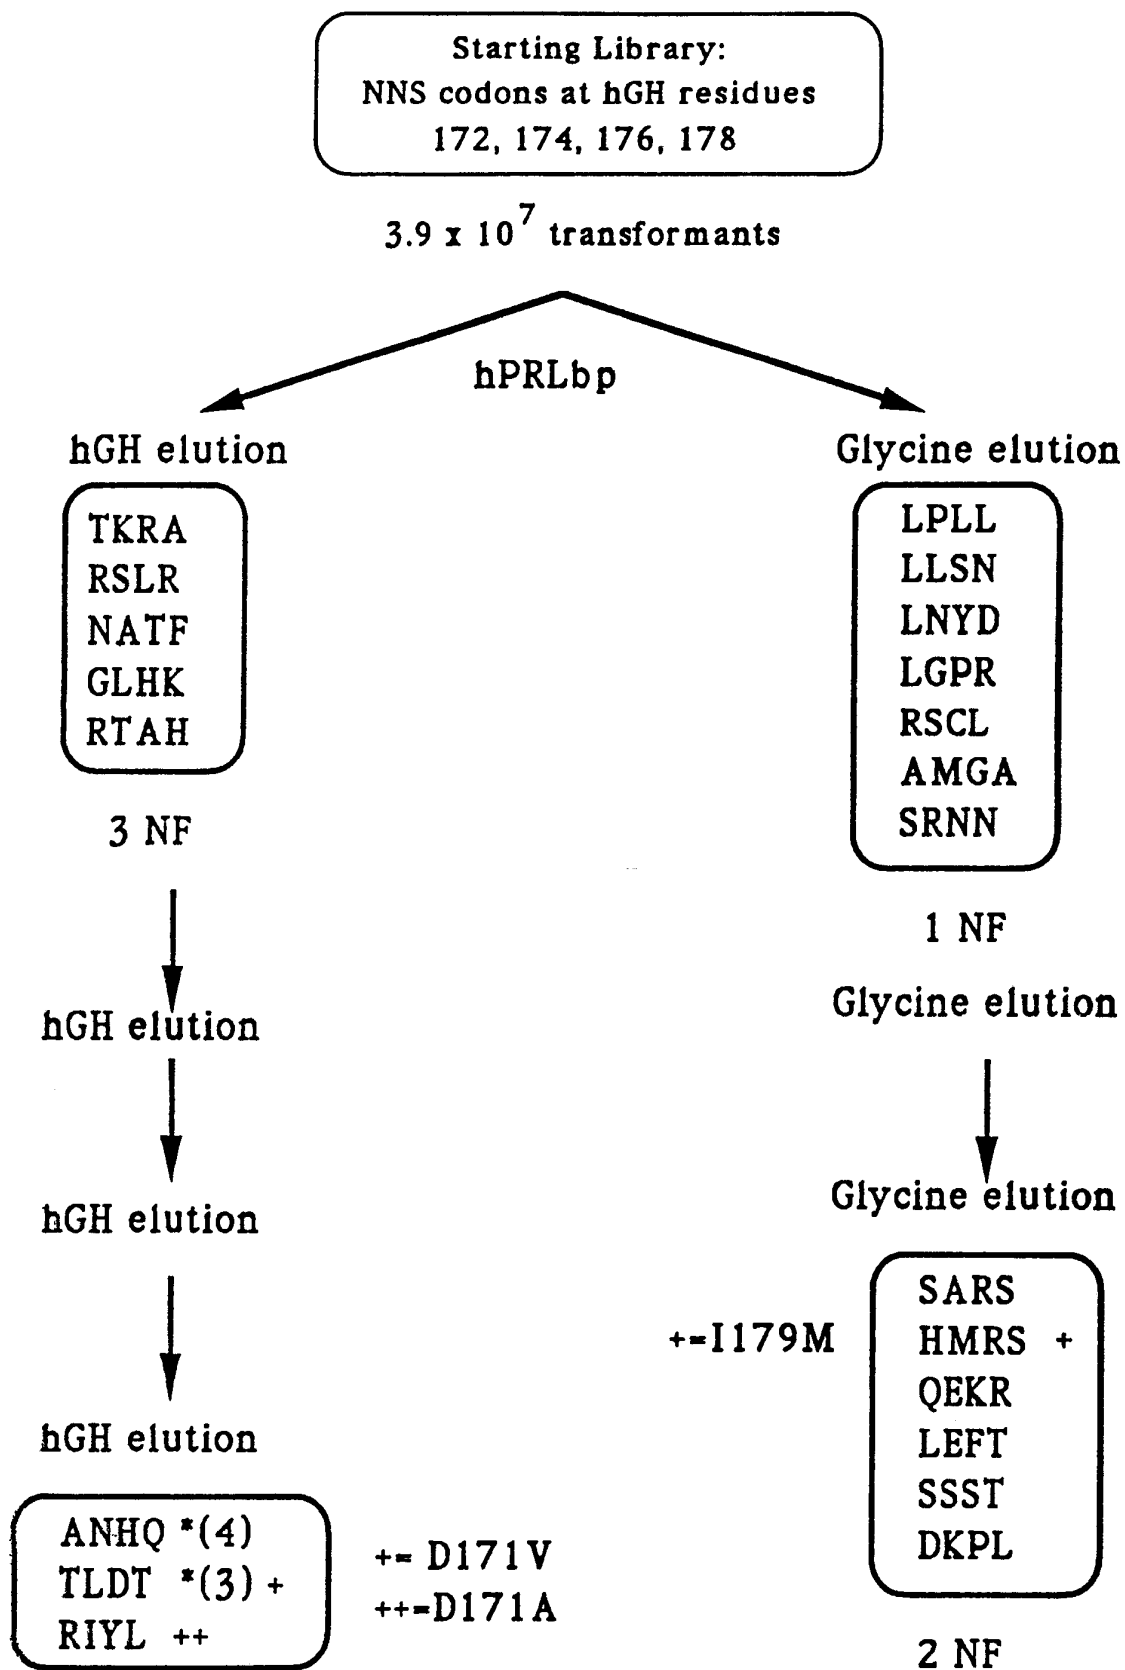 Starting Library:
NNS codons at hGH residues
172, 174, 176, 178
3.9 x 10^7 transformants
hPRLbp
hGH elution
TKRA
RSLR
NATF
GLHK
RTAH
3 NF
hGH elution
hGH elution
hGH elution
ANHQ *(4)
TLDT *(3) +
RIYL ++
+= D171V
++=D171A
Glycine elution
LPLL
LLSN
LNYD
LGPR
RSCL
AMGA
SRNN
1 NF
Glycine elution
Glycine elution
+=I179M
SARS
HMRS +
QEKR
LEFT
SSST
DKPL
2 NF